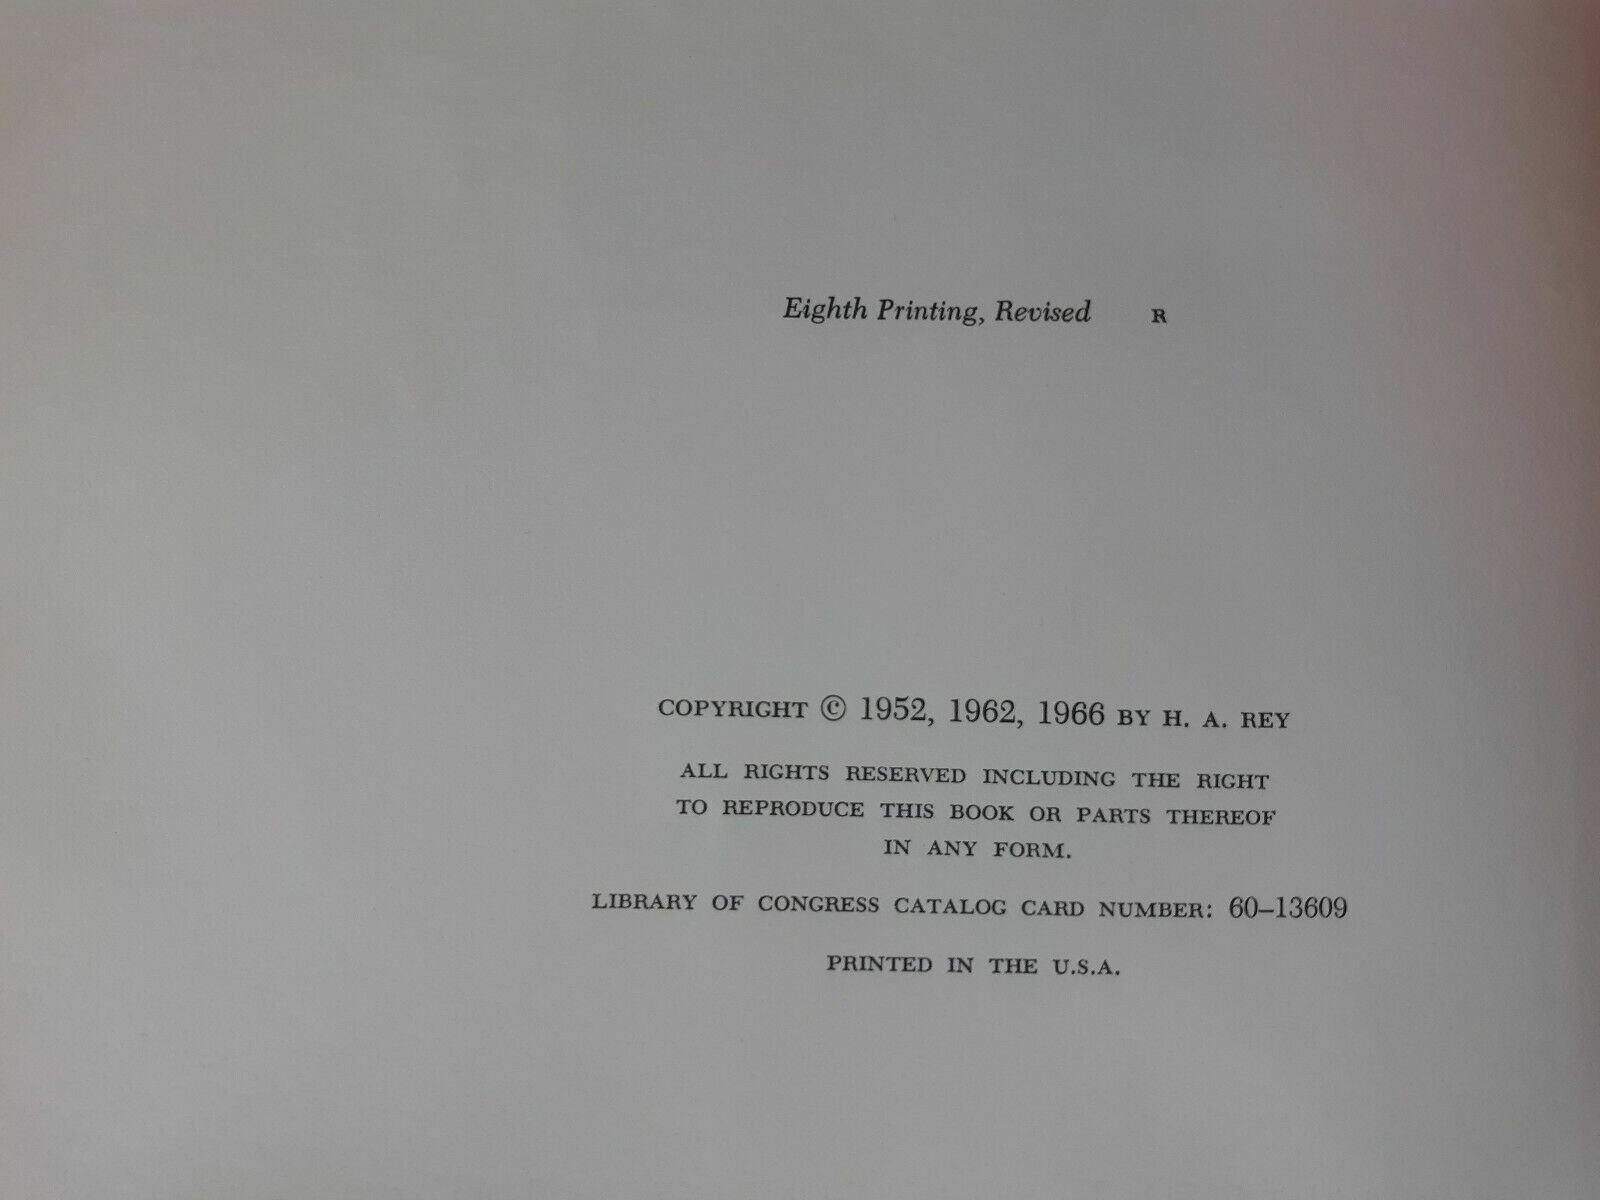 Eighth Printing, Revised R
COPYRIGHT © 1952, 1962, 1966 BY H. A. REY
ALL RIGHTS RESERVED INCLUDING THE RIGHT
TO REPRODUCE THIS BOOK OR PARTS THEREOF
IN ANY FORM.
LIBRARY OF CONGRESS CATALOG CARD NUMBER: 60–13609
PRINTED IN THE U.S.A.